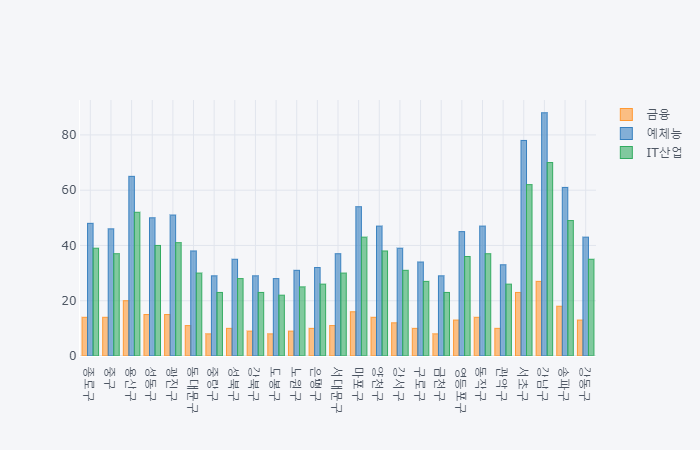 금융
예체능
IT산업
80
60
40
20
0
종로구
중구
용산구
성동구
광진구
동대문구
중랑구
성북구
강북구
도봉구
노원구
은평구
서대문구
마포구
양천구
강서구
구로구
금천구
영등포구
동작구
관악구
서초구
강남구
송파구
강동구